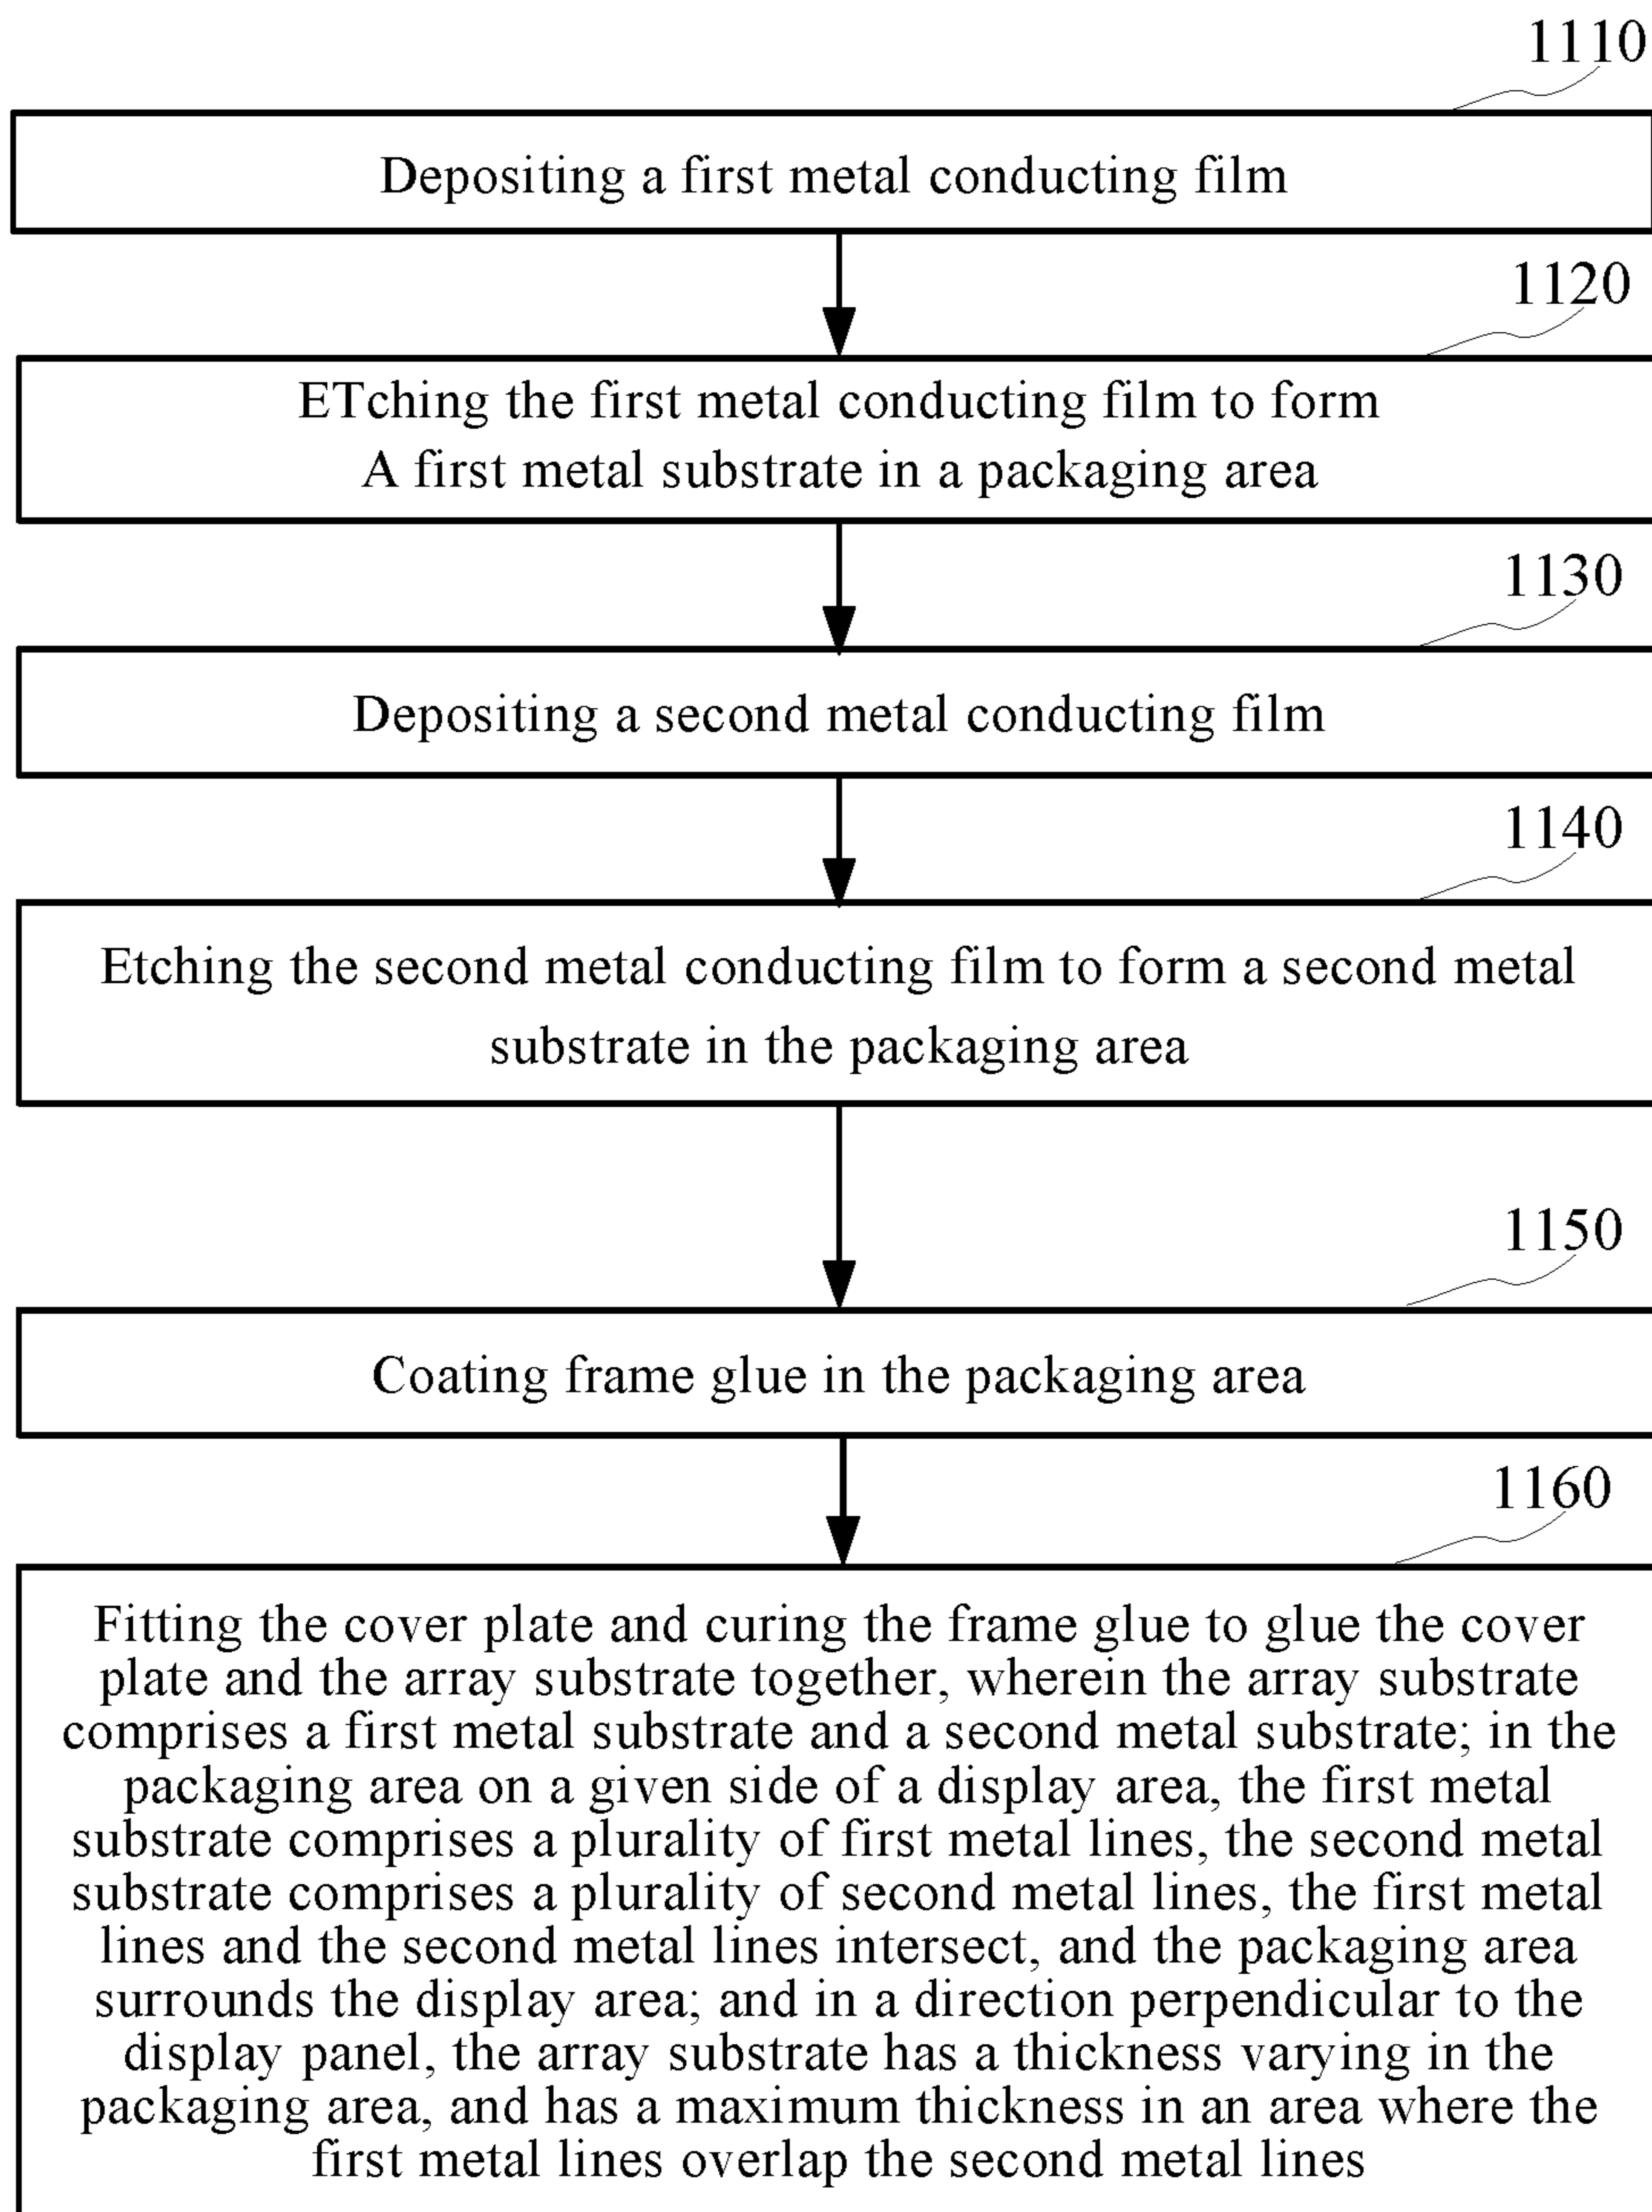 1110
Depositing a first metal conducting film
1120
ETching the first metal conducting film to form
A first metal substrate in a packaging area
1130
Depositing a second metal conducting film
1140
Etching the second metal conducting film to form a second metal
substrate in the packaging area
1150
Coating frame glue in the packaging area
1160
Fitting the cover plate and curing the frame glue to glue the cover
plate and the array substrate together, wherein the array substrate
comprises a first metal substrate and a second metal substrate; in the
packaging area on a given side of a display area, the first metal
substrate comprises a plurality of first metal lines, the second metal
substrate comprises a plurality of second metal lines, the first metal
lines and the second metal lines intersect, and the packaging area
surrounds the display area; and in a direction perpendicular to the
display panel, the array substrate has a thickness varying in the
packaging area, and has a maximum thickness in an area where the
first metal lines overlap the second metal lines